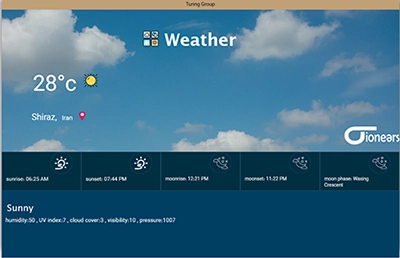 Turing Group
Weather
28°c
Shiraz, Iran
Gionears
sunrise: 06:25 AM
sunset: 07:44 PM
moonrise: 12:21 PM
moonset: 11:22 PM
moon phase: Waxing
Crescent
Sunny
humidity:50 , UV index:7 , cloud cover:3 , visibility:10 , pressure:1007